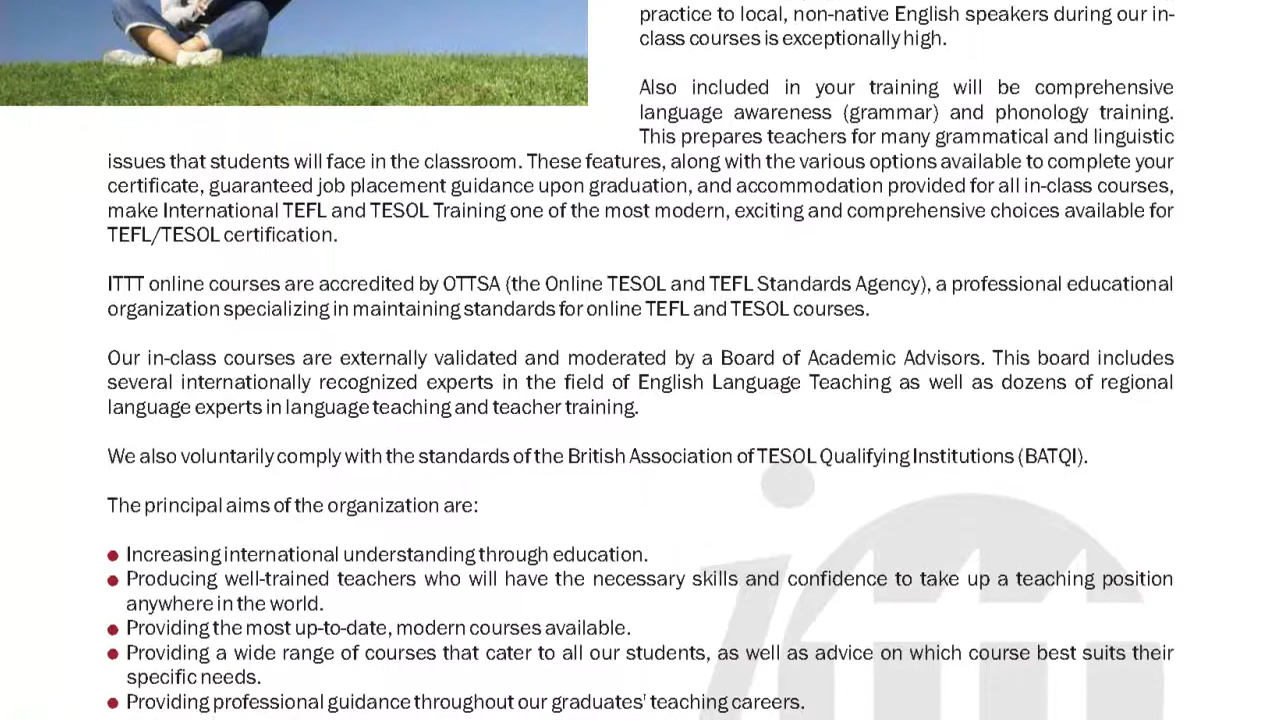 practice to local, non-native English speakers during our in-
class courses is exceptionally high.
Also included in your training will be comprehensive
language awareness (grammar) and phonology training.
This prepares teachers for many grammatical and linguistic
issues that students will face in the classroom. These features, along with the various options available to complete your
certificate, guaranteed job placement guidance upon graduation, and accommodation provided for all in-class courses,
make International TEFL and TESOL Training one of the most modern, exciting and comprehensive choices available for
TEFL/TESOL certification.
ITTT online courses are accredited by OTTSA (the Online TESOL and TEFL Standards Agency), a professional educational
organization specializing in maintaining standards for online TEFL and TESOL courses.
Our in-class courses are externally validated and moderated by a Board of Academic Advisors. This board includes
several internationally recognized experts in the field of English Language Teaching as well as dozens of regional
language experts in language teaching and teacher training.
We also voluntarily comply with the standards of the British Association of TESOL Qualifying Institutions (BATQI).
The principal aims of the organization are:
● Increasing international understanding through education.
● Producing well-trained teachers who will have the necessary skills and confidence to take up a teaching position
anywhere in the world.
● Providing the most up-to-date, modern courses available.
● Providing a wide range of courses that cater to all our students, as well as advice on which course best suits their
specific needs.
● Providing professional guidance throughout our graduates' teaching careers.